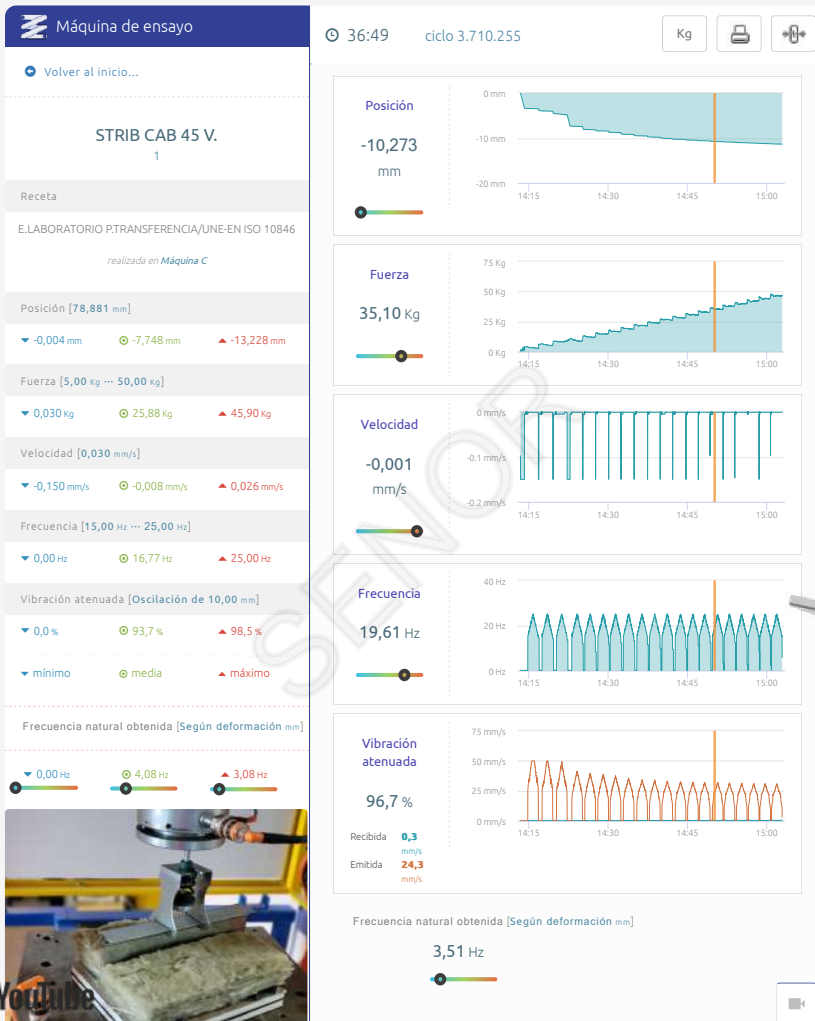 Máquina de ensayo
Volver al inicio...
STRIB CAB 45 V.
1
Receta
E.LABORATORIO P.TRANSFERENCIA/UNE-EN ISO 10846
realizada en Máquina C
Posición [78,881 mm]
-0,004 mm -7,748 mm -13,228 mm
Fuerza [5,00 Kg ··· 50,00 Kg]
0,030 Kg 25,88 Kg 45,90 Kg
Velocidad [0,030 mm/s]
-0,150 mm/s -0,008 mm/s 0,026 mm/s
Frecuencia [15,00 Hz ··· 25,00 Hz]
0,00 Hz 16,77 Hz 25,00 Hz
Vibración atenuada [Oscilación de 10,00 mm]
0,0 % 93,7 % 98,5 %
mínimo media máximo
Frecuencia natural obtenida [Según deformación mm]
0,00 Hz 4,08 Hz 3,08 Hz
YouTube
36:49 ciclo 3.710.255 Kg
Posición
-10,273
mm
0 mm
-10 mm
-20 mm
14:15 14:30 14:45 15:00
Fuerza
35,10 Kg
75 Kg
50 Kg
25 Kg
0 Kg
14:15 14:30 14:45 15:00
Velocidad
-0,001
mm/s
0 mm/s
-0.1 mm/s
-0.2 mm/s
14:15 14:30 14:45 15:00
Frecuencia
19,61 Hz
40 Hz
20 Hz
0 Hz
14:15 14:30 14:45 15:00
Vibración
atenuada
96,7 %
Recibida 0,3
mm/s
Emitida 24,3
mm/s
75 mm/s
50 mm/s
25 mm/s
0 mm/s
14:15 14:30 14:45 15:00
Frecuencia natural obtenida [Según deformación mm]
3,51 Hz
SENOR